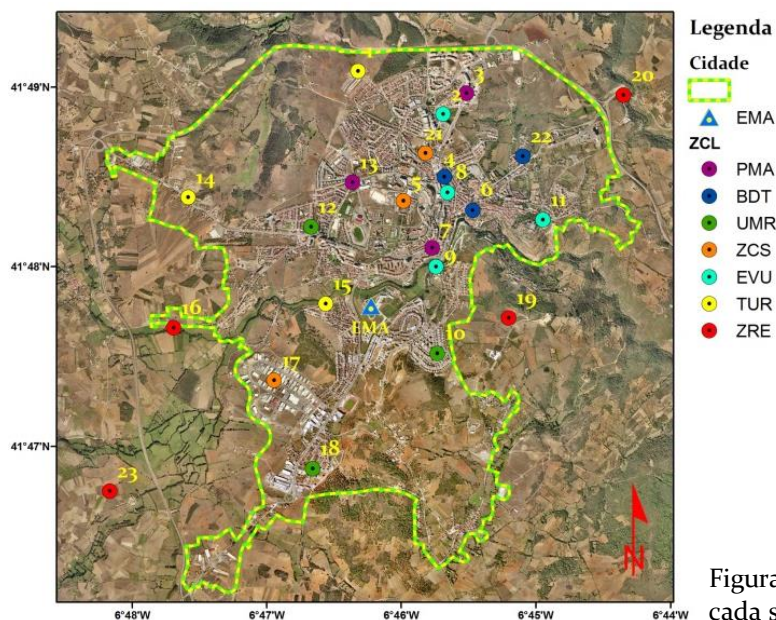 Legenda
Cidade
EMA
ZCL
PMA
BDT
UMR
ZCS
EVU
TUR
ZRE
41°49'N
41°48'N
41°47'N
6°48'W
6°47'W
6°46'W
6°45'W
6°44'W
1
3
2
20
21
22
4
8
13
5
6
14
12
11
7
9
15
EMA
16
19
10
17
18
23
N
Figura
cada s